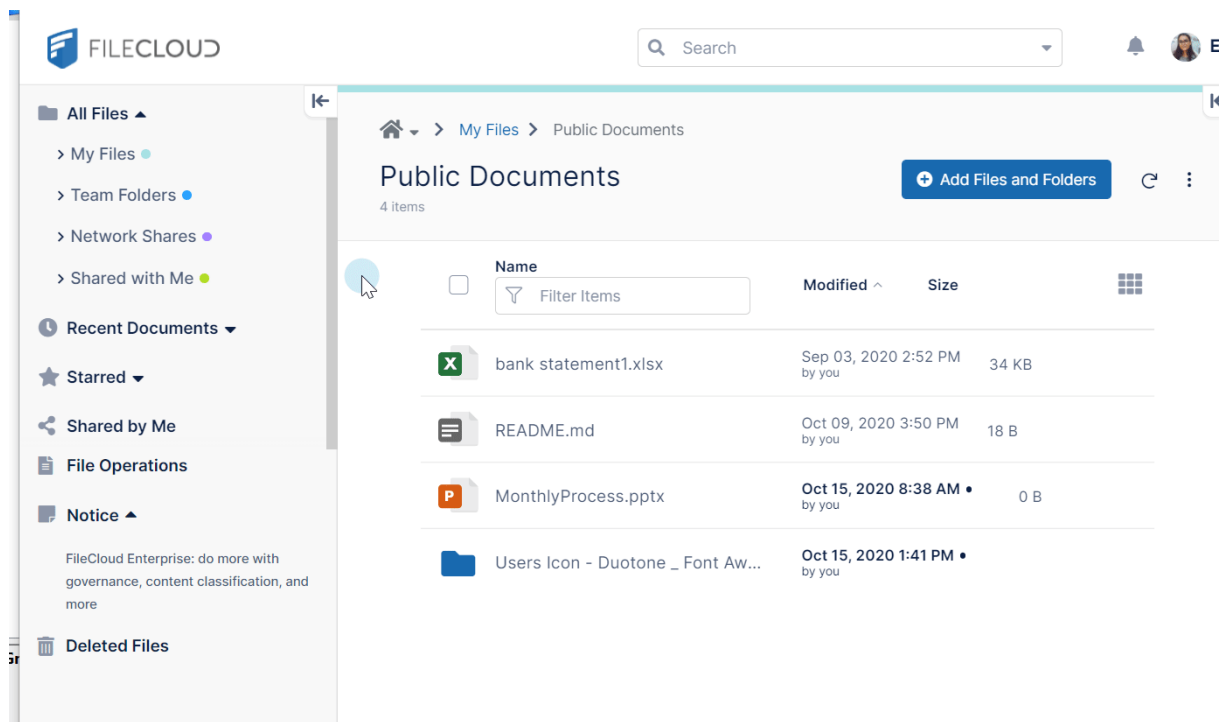 FILECLOUD
Search
E
All Files
My Files
Team Folders
Network Shares
Shared with Me
Recent Documents
Starred
Shared by Me
File Operations
Notice
FileCloud Enterprise: do more with
governance, content classification, and
more
Deleted Files
My Files > Public Documents
Public Documents
4 items
Add Files and Folders
Name
Filter Items
Modified
Size
bank statement1.xlsx Sep 03, 2020 2:52 PM 34 KB
by you
README.md Oct 09, 2020 3:50 PM 18 B
by you
MonthlyProcess.pptx Oct 15, 2020 8:38 AM • 0 B
by you
Users Icon - Duotone _ Font Aw... Oct 15, 2020 1:41 PM •
by you